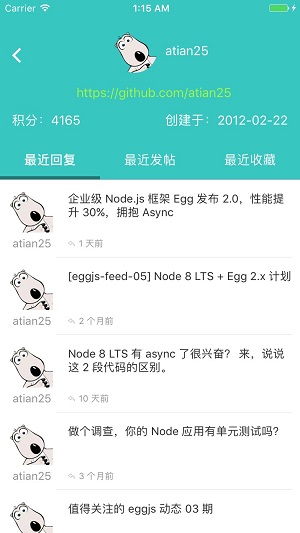 Carrier 1:15 AM
atian25
https://github.com/atian25
积分：4165 创建于：2012-02-22
最近回复 最近发帖 最近收藏
企业级 Node.js 框架 Egg 发布 2.0，性能提
升 30%，拥抱 Async
atian25 1 天前
[eggjs-feed-05] Node 8 LTS + Egg 2.x 计划
atian25 2 个月前
Node 8 LTS 有 async 了很兴奋？ 来，说说
这 2 段代码的区别。
atian25 10 天前
做个调查，你的 Node 应用有单元测试吗？
atian25 3 个月前
值得关注的 eggjs 动态 03 期